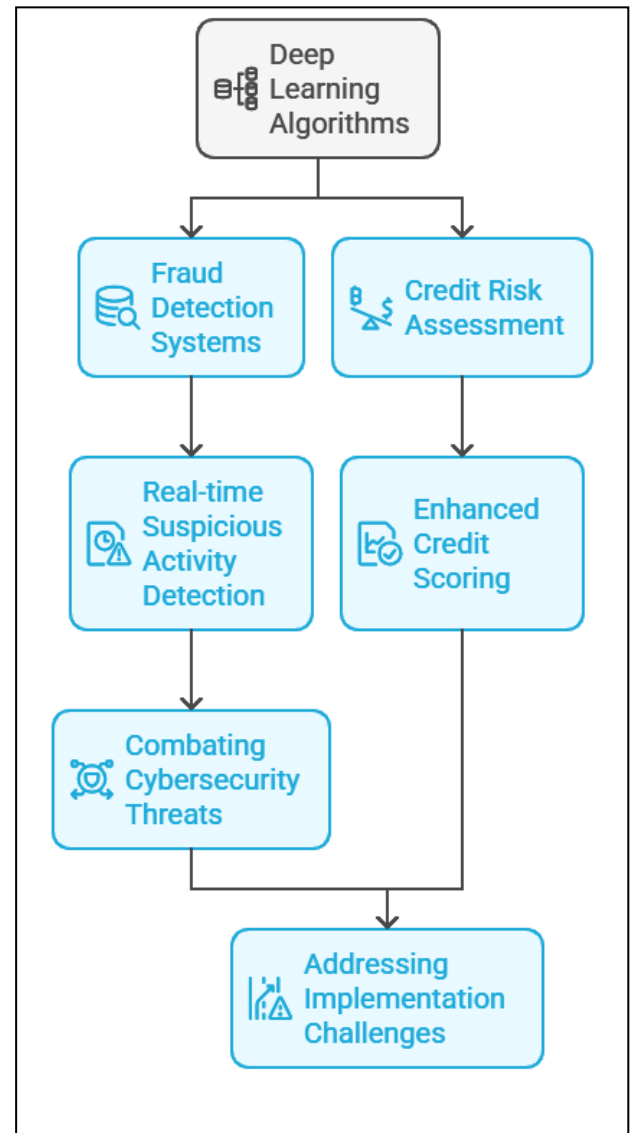 Deep
Learning
Algorithms
Fraud
Detection
Systems
Credit Risk
Assessment
Real-time
Suspicious
Activity
Detection
Enhanced
Credit
Scoring
Combating
Cybersecurity
Threats
Addressing
Implementation
Challenges